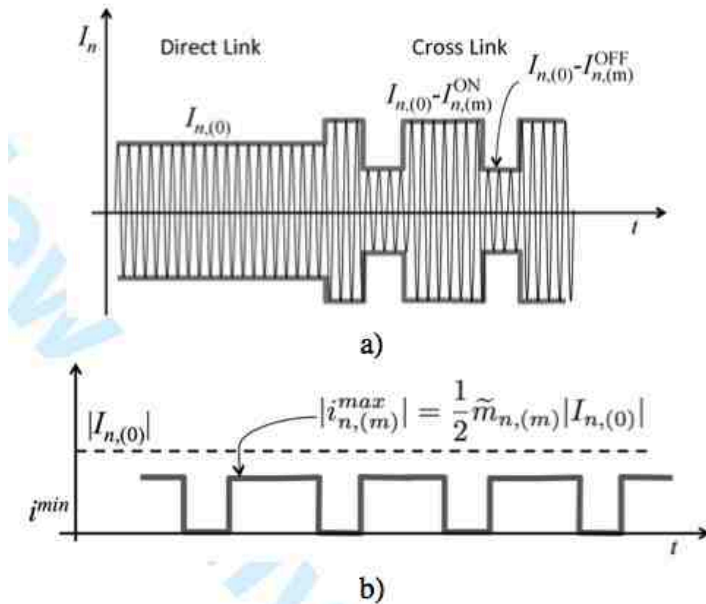 I_n
Direct Link
Cross Link
I_{n,(0)}-I_{n,(m)}^{OFF}
I_{n,(0)}-I_{n,(m)}^{ON}
I_{n,(0)}
t
a)
|i_{n,(m)}^{max}| = \frac{1}{2} \widetilde{m}_{n,(m)}|I_{n,(0)}|
|I_{n,(0)}|
i^{min}
t
b)